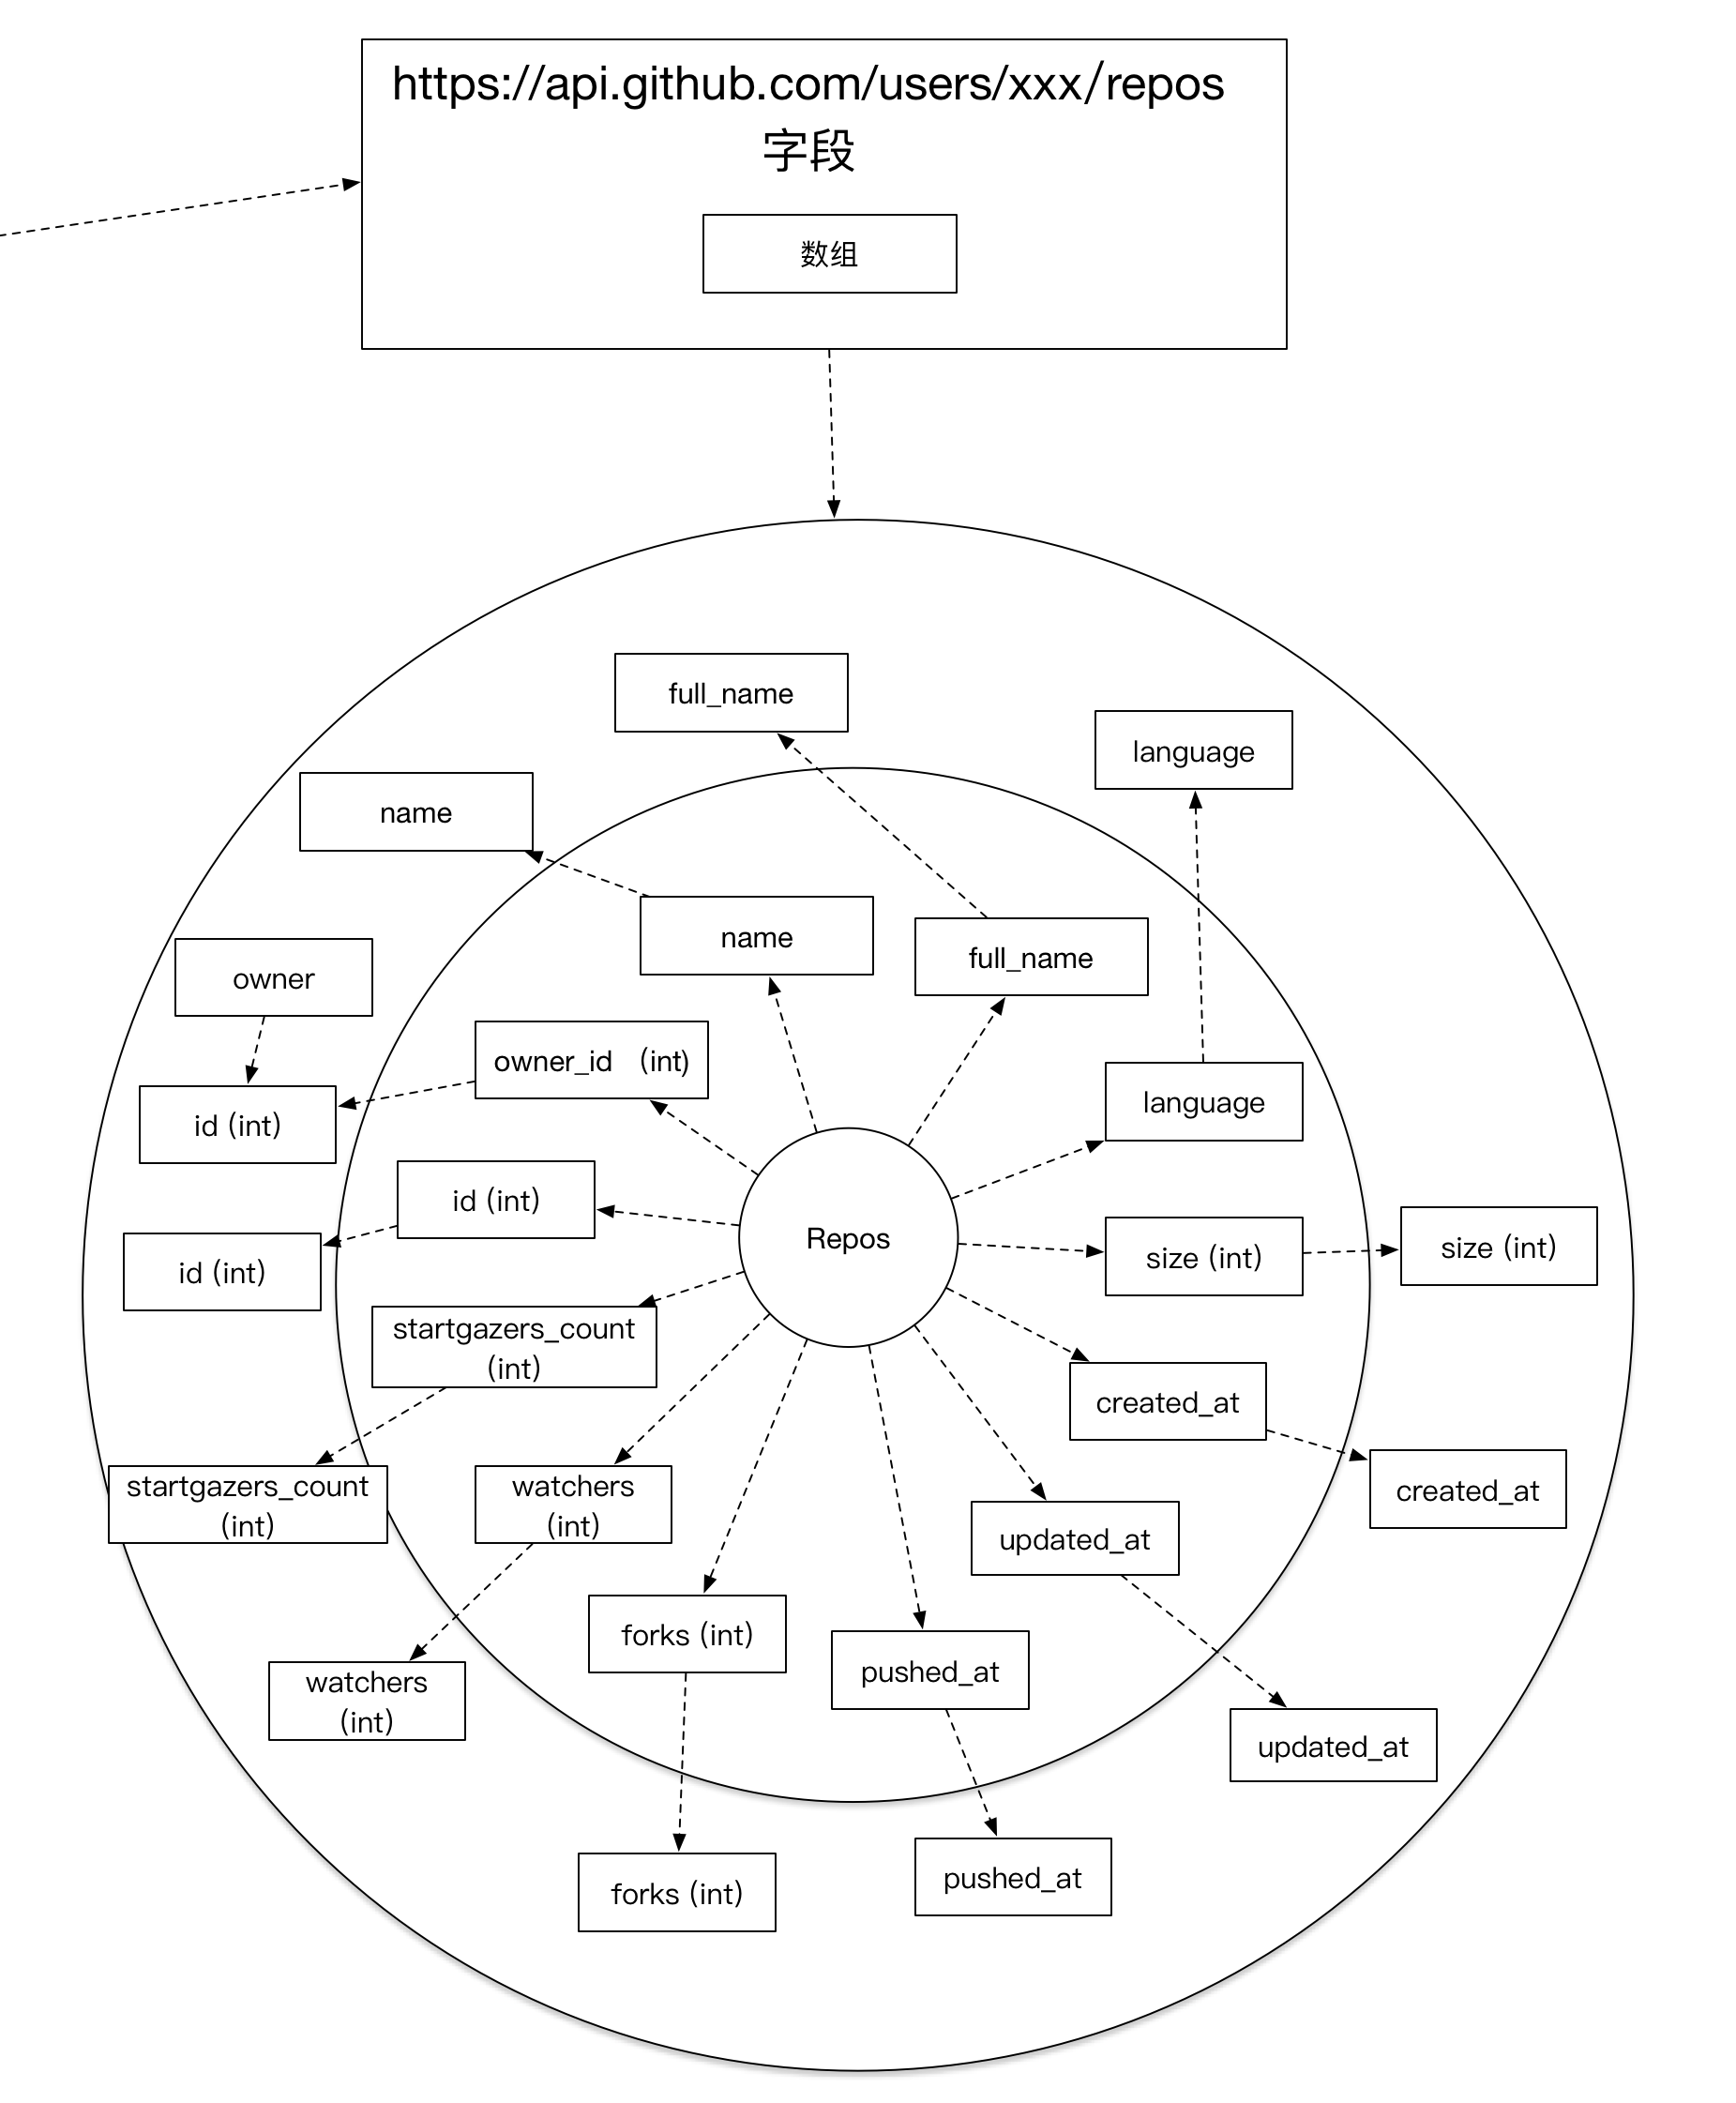 https://api.github.com/users/xxx/repos
字段
数组
full_name
language
name
name
full_name
owner
owner_id (int)
language
id (int)
id (int)
Repos
size (int)
size (int)
id (int)
startgazers_count
(int)
created_at
startgazers_count
(int)
watchers
(int)
created_at
updated_at
forks (int)
pushed_at
watchers
(int)
updated_at
pushed_at
forks (int)